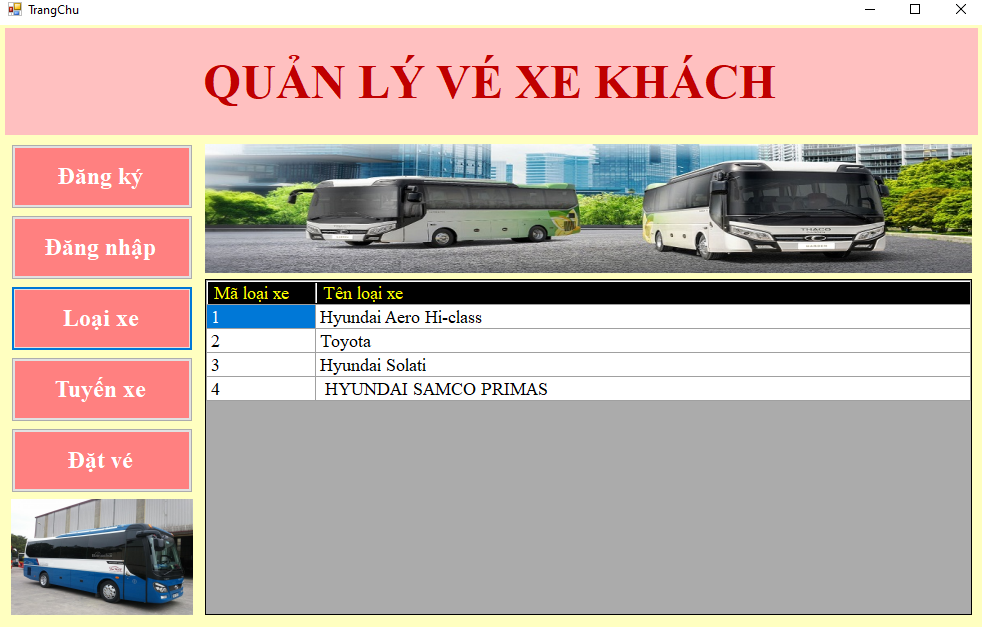 TrangChu
QUẢN LÝ VÉ XE KHÁCH
Đăng ký
Đăng nhập
Loại xe
Tuyến xe
Đặt vé
THACO
Mã loại xe Tên loại xe
1 Hyundai Aero Hi-class
2 Toyota
3 Hyundai Solati
4 HYUNDAI SAMCO PRIMAS